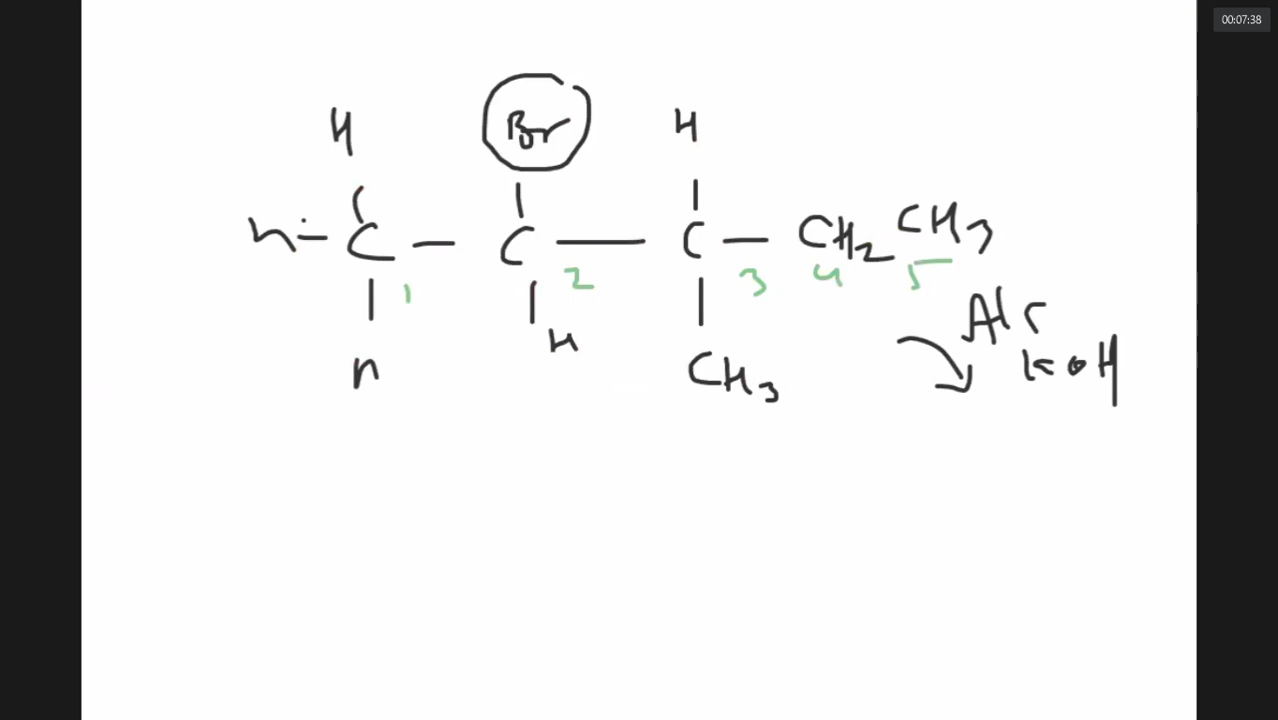 00:07:38
H Br H
H - C - C - C - CH2CH3
1 2 3 4 5
H H CH3
Alc
KOH